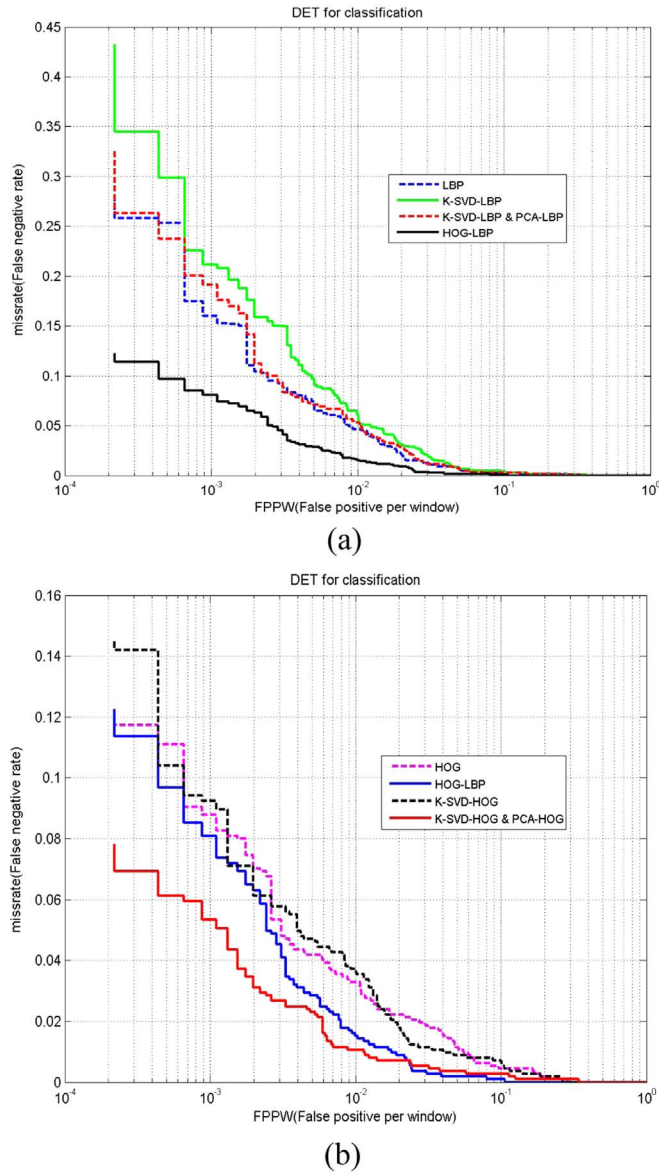 DET for classification
0.45
0.4
0.35
0.3
0.25
0.2
0.15
0.1
0.05
0
missrate(False negative rate)
LBP
K-SVD-LBP
K-SVD-LBP & PCA-LBP
HOG-LBP
10^-4 10^-3 10^-2 10^-1 10^0
FPPW(False positive per window)
(a)
DET for classification
0.16
0.14
0.12
0.1
0.08
0.06
0.04
0.02
0
missrate(False negative rate)
HOG
HOG-LBP
K-SVD-HOG
K-SVD-HOG & PCA-HOG
10^-4 10^-3 10^-2 10^-1 10^0
FPPW(False positive per window)
(b)